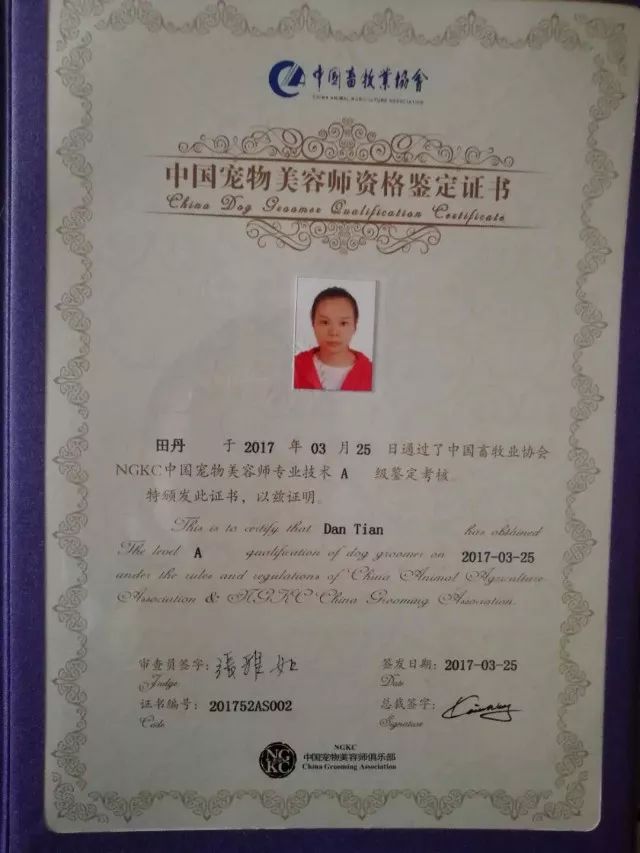 中国畜牧业协会
CHINA ANIMAL AGRICULTURE ASSOCIATION
中国宠物美容师资格鉴定证书
China Dog Groomer Qualification Certificate
田丹 于 2017 年 03 月 25 日通过了中国畜牧业协会
NGKC中国宠物美容师专业技术 A 级鉴定考核。
特颁发此证书，以兹证明。
This is to certify that Dan Tian has obtained
The level A qualification of dog groomer on 2017-03-25
under the rules and regulations of China Animal Agriculture
Association & NGKC China Grooming Association.
审查员签字:
Judge
签发日期: 2017-03-25
Date
证书编号: 201752AS002
Code
总裁签字:
Signature
NGKC
NGKC
中国宠物美容师俱乐部
China Grooming Association